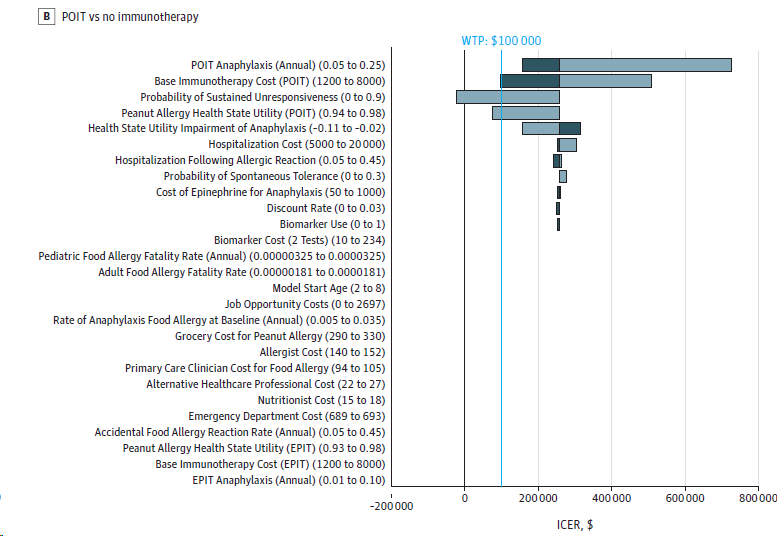 B POIT vs no immunotherapy
WTP: $100 000
POIT Anaphylaxis (Annual) (0.05 to 0.25)
Base Immunotherapy Cost (POIT) (1200 to 8000)
Probability of Sustained Unresponsiveness (0 to 0.9)
Peanut Allergy Health State Utility (POIT) (0.94 to 0.98)
Health State Utility Impairment of Anaphylaxis (−0.11 to −0.02)
Hospitalization Cost (5000 to 20 000)
Hospitalization Following Allergic Reaction (0.05 to 0.45)
Probability of Spontaneous Tolerance (0 to 0.3)
Cost of Epinephrine for Anaphylaxis (50 to 1000)
Discount Rate (0 to 0.03)
Biomarker Use (0 to 1)
Biomarker Cost (2 Tests) (10 to 234)
Pediatric Food Allergy Fatality Rate (Annual) (0.00000325 to 0.0000325)
Adult Food Allergy Fatality Rate (0.00000181 to 0.0000181)
Model Start Age (2 to 8)
Job Opportunity Costs (0 to 2697)
Rate of Anaphylaxis Food Allergy at Baseline (Annual) (0.005 to 0.035)
Grocery Cost for Peanut Allergy (290 to 330)
Allergist Cost (140 to 152)
Primary Care Clinician Cost for Food Allergy (94 to 105)
Alternative Healthcare Professional Cost (22 to 27)
Nutritionist Cost (15 to 18)
Emergency Department Cost (689 to 693)
Accidental Food Allergy Reaction Rate (Annual) (0.05 to 0.45)
Peanut Allergy Health State Utility (EPIT) (0.93 to 0.98)
Base Immunotherapy Cost (EPIT) (1200 to 8000)
EPIT Anaphylaxis (Annual) (0.01 to 0.10)
−200 000 0 200 000 400 000 600 000 800 000
ICER, $